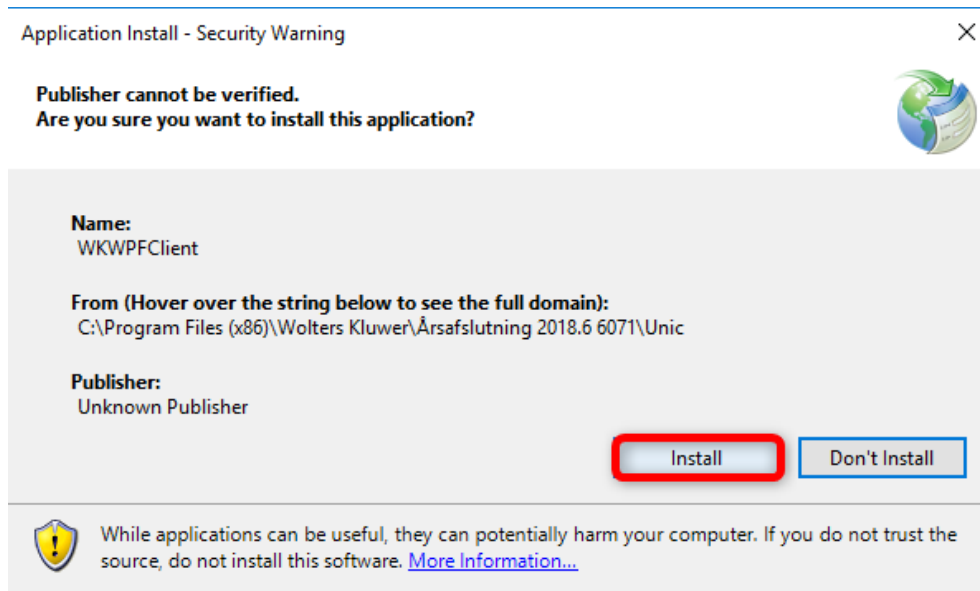 Application Install - Security Warning
Publisher cannot be verified.
Are you sure you want to install this application?
Name:
WKWPFClient
From (Hover over the string below to see the full domain):
C:\Program Files (x86)\Wolters Kluwer\Årsafslutning 2018.6 6071\Unic
Publisher:
Unknown Publisher
Install
Don't Install
While applications can be useful, they can potentially harm your computer. If you do not trust the
source, do not install this software. More Information...